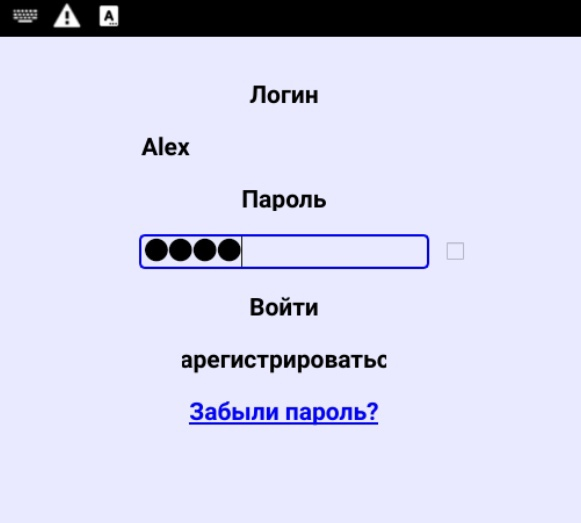 Логин
Alex
Пароль
●●●●
Войти
арегистрироватьс
Забыли пароль?